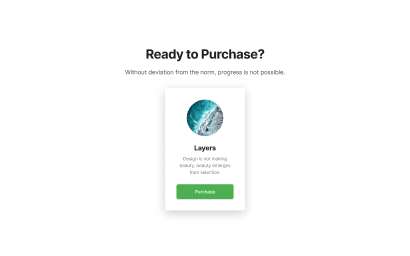 Ready to Purchase?
Without deviation from the norm, progress is not possible.
Layers
Design is not making
beauty, beauty emerges
from selection.
Purchase